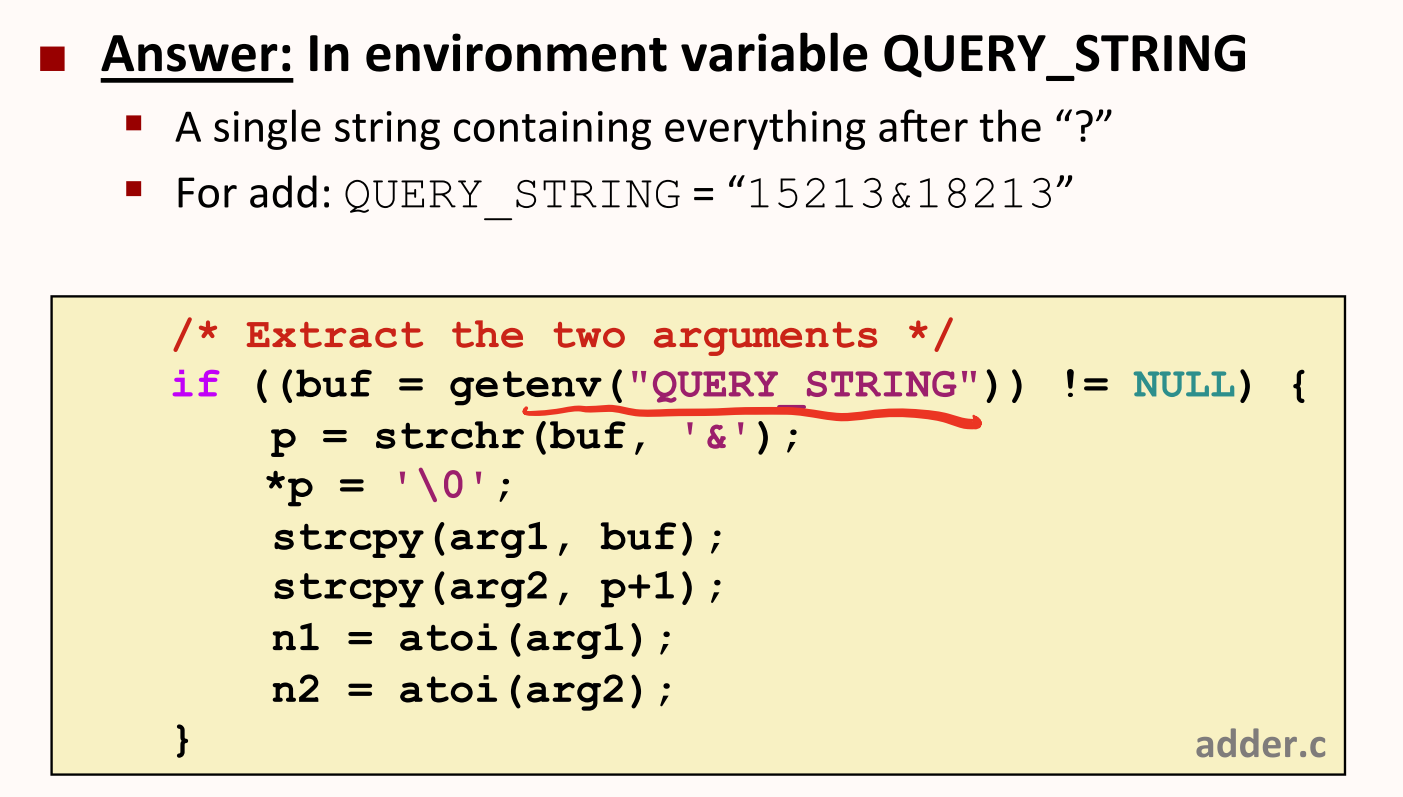 Answer: In environment variable QUERY_STRING
A single string containing everything after the “?”
For add: QUERY_STRING = “15213&18213”
/* Extract the two arguments */
if ((buf = getenv("QUERY_STRING")) != NULL) {
p = strchr(buf, '&');
*p = '\0';
strcpy(arg1, buf);
strcpy(arg2, p+1);
n1 = atoi(arg1);
n2 = atoi(arg2);
}
adder.c